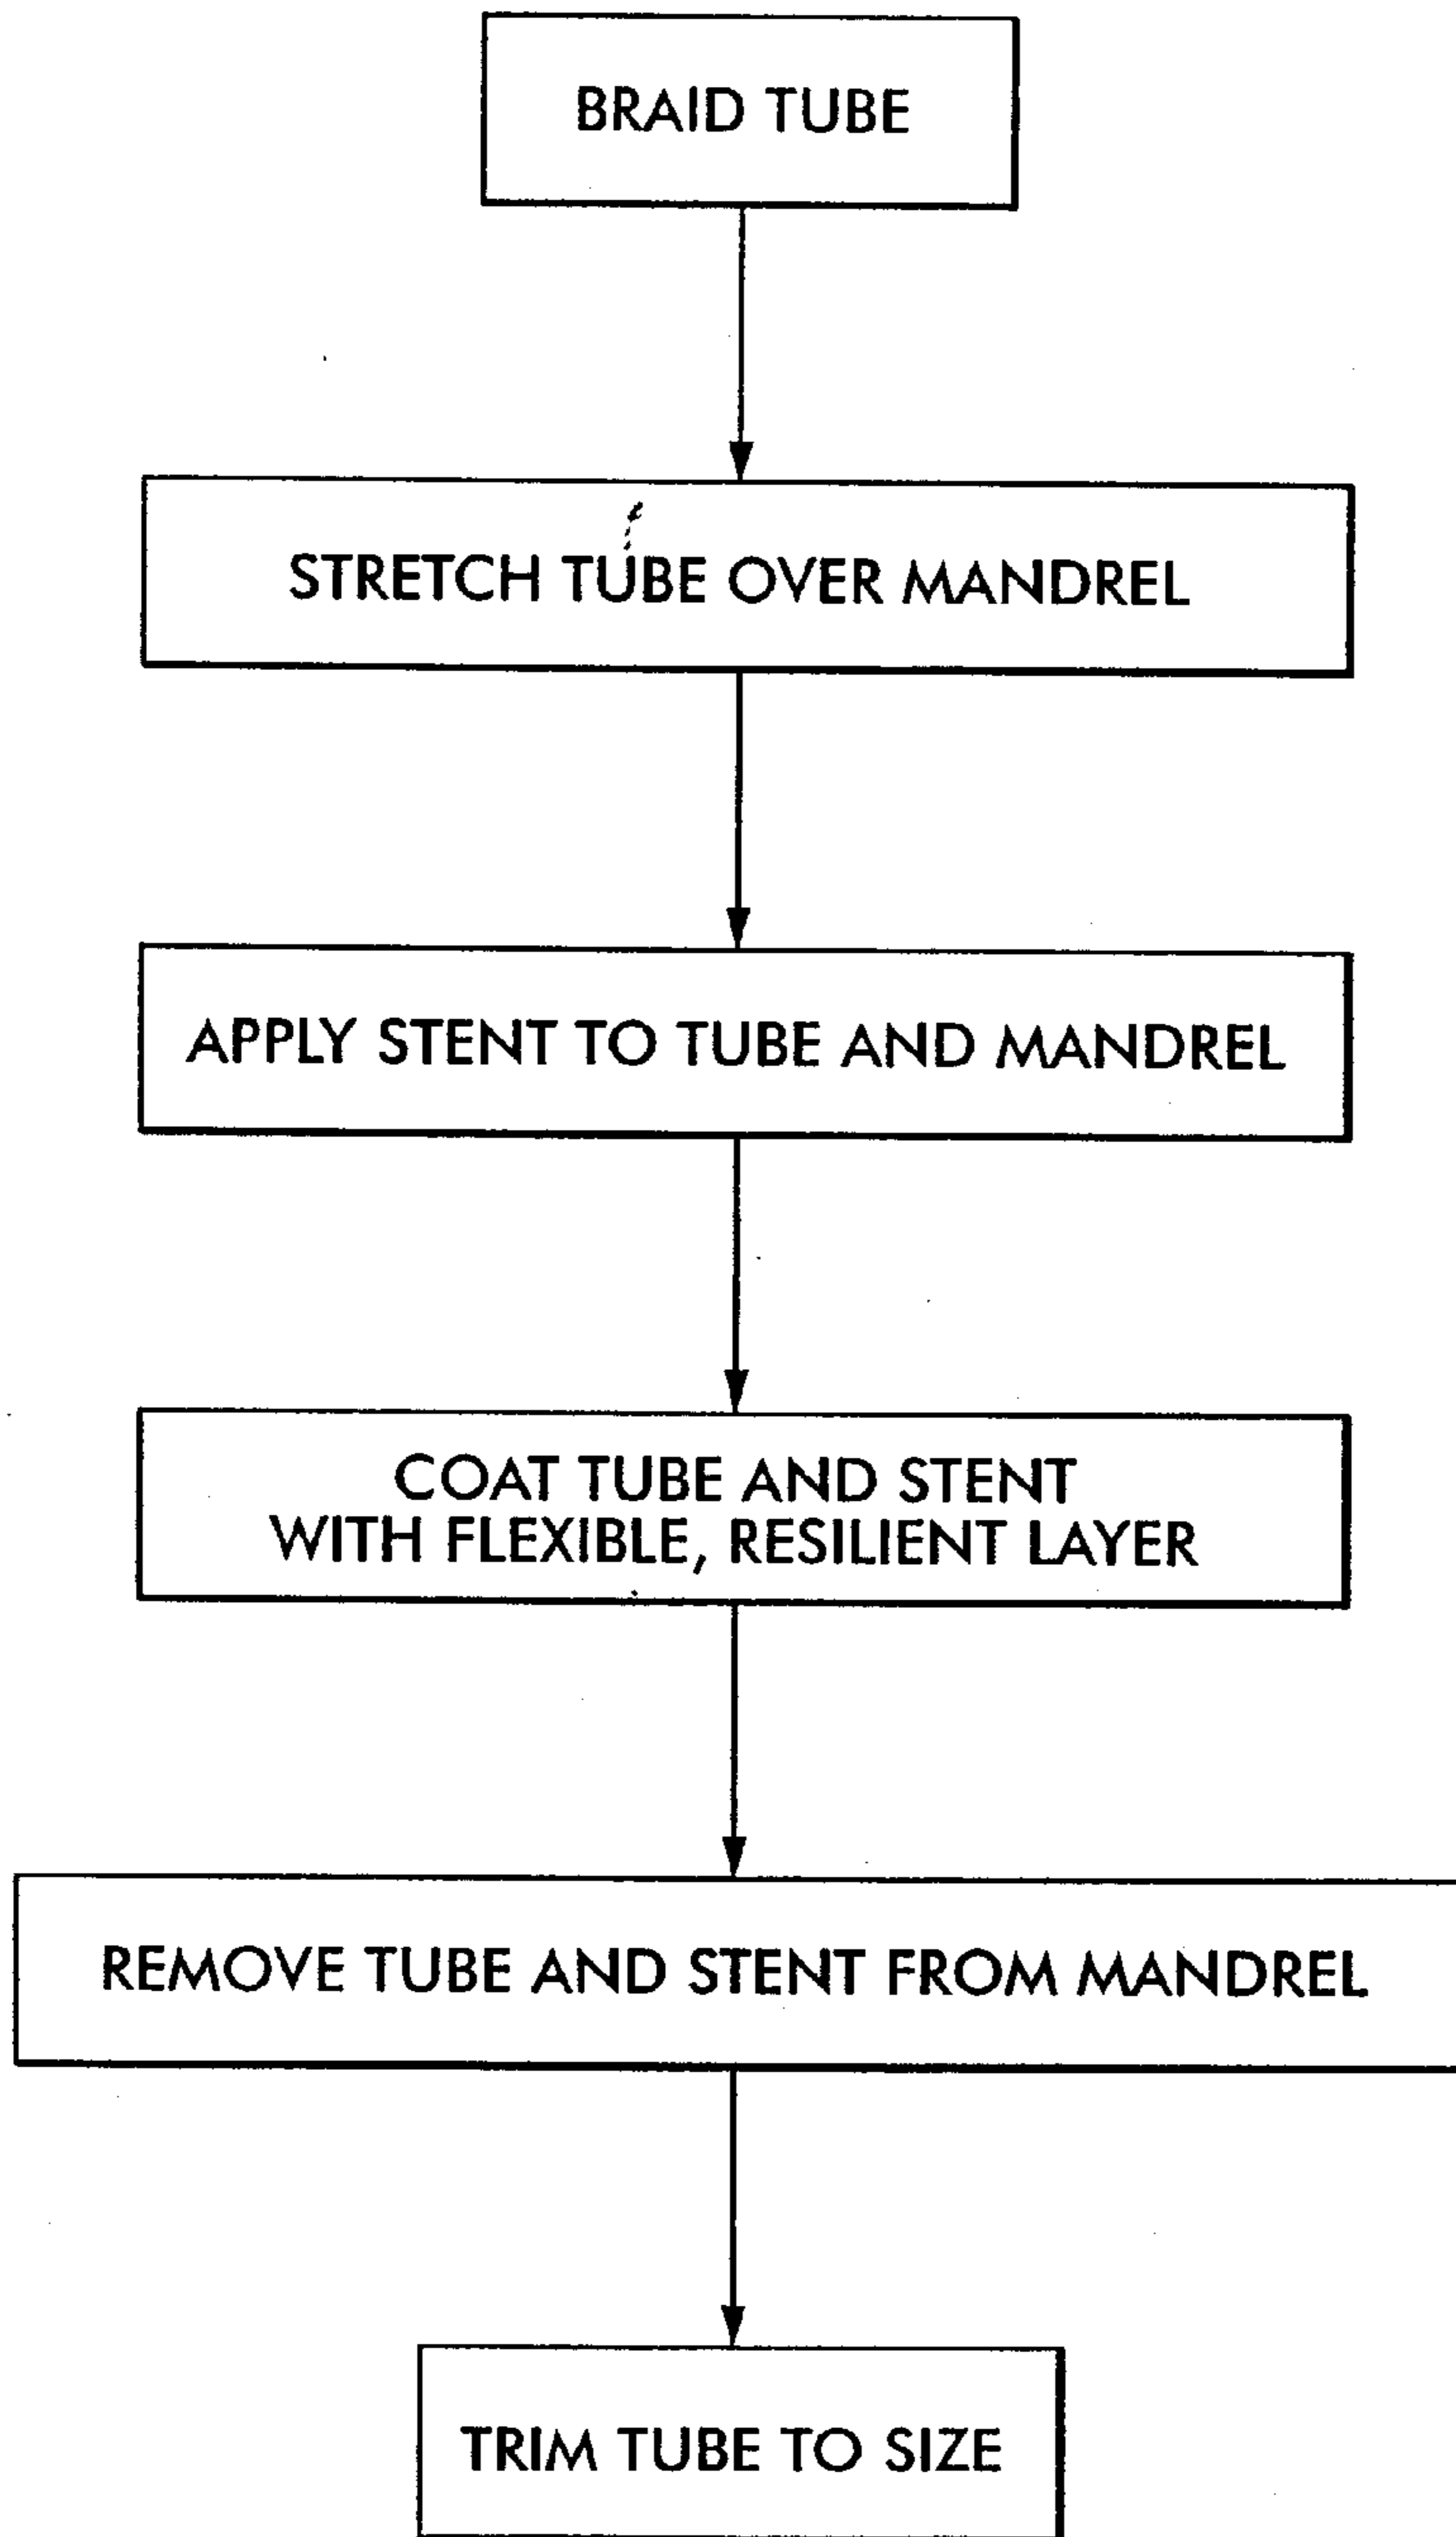 BRAID TUBE
STRETCH TUBE OVER MANDREL
APPLY STENT TO TUBE AND MANDREL
COAT TUBE AND STENT
WITH FLEXIBLE, RESILIENT LAYER
REMOVE TUBE AND STENT FROM MANDREL
TRIM TUBE TO SIZE